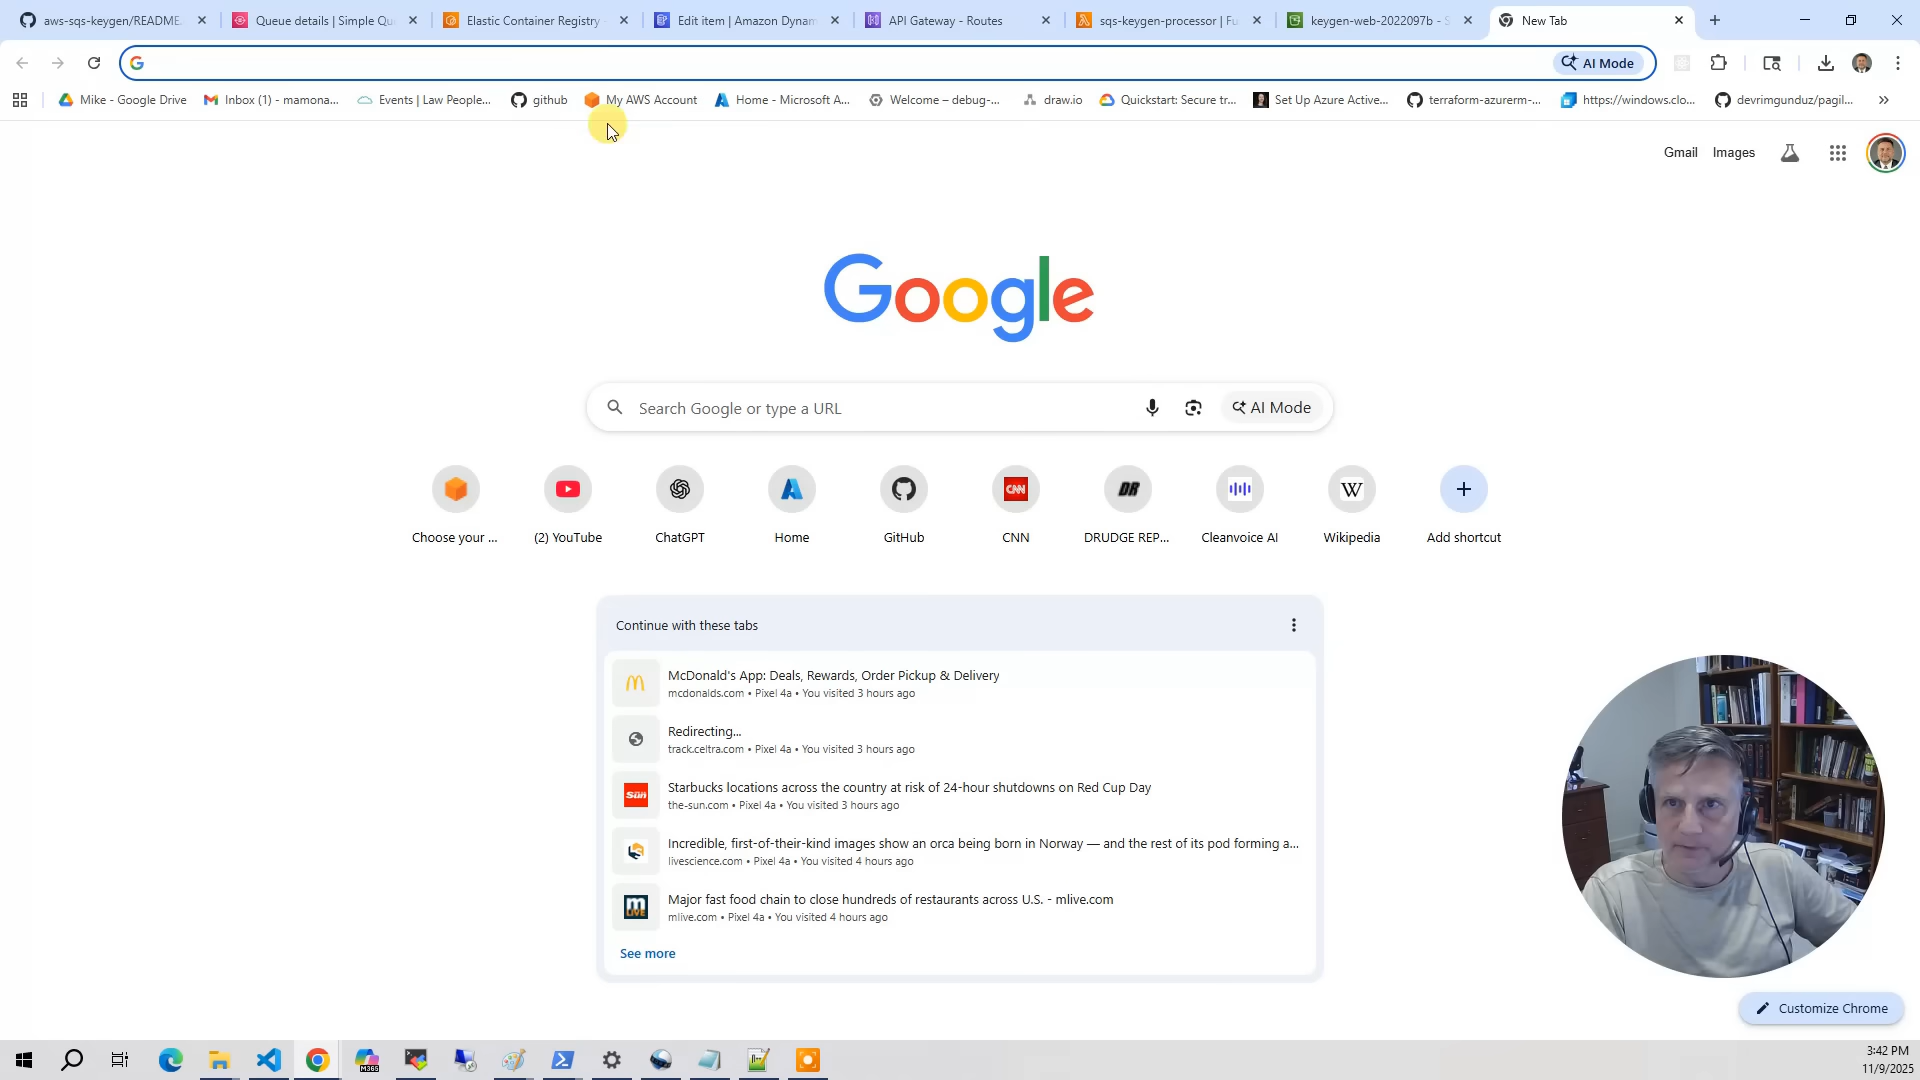 aws-sqs-keygen/README.
Queue details | Simple Qu
Elastic Container Registry -
Edit item | Amazon Dynam
API Gateway - Routes
sqs-keygen-processor | Fu
keygen-web-2022097b - S
New Tab
AI Mode
Mike - Google Drive
Inbox (1) - mamona...
Events | Law People...
github
My AWS Account
Home - Microsoft A...
Welcome – debug-...
draw.io
Quickstart: Secure tr...
Set Up Azure Active...
terraform-azurerm-...
https://windows.clo...
devrimgunduz/pagil...
Gmail
Images
Google
Search Google or type a URL
AI Mode
CNN
DR
W
Choose your ...
(2) YouTube
ChatGPT
Home
GitHub
CNN
DRUDGE REP...
Cleanvoice AI
Wikipedia
Add shortcut
Continue with these tabs
McDonald's App: Deals, Rewards, Order Pickup & Delivery
mcdonalds.com • Pixel 4a • You visited 3 hours ago
Redirecting...
track.celtra.com • Pixel 4a • You visited 3 hours ago
Sun
Starbucks locations across the country at risk of 24-hour shutdowns on Red Cup Day
the-sun.com • Pixel 4a • You visited 3 hours ago
Incredible, first-of-their-kind images show an orca being born in Norway — and the rest of its pod forming a...
livescience.com • Pixel 4a • You visited 4 hours ago
Major fast food chain to close hundreds of restaurants across U.S. - mlive.com
mlive.com • Pixel 4a • You visited 4 hours ago
See more
Customize Chrome
M365
3:42 PM
11/9/2025